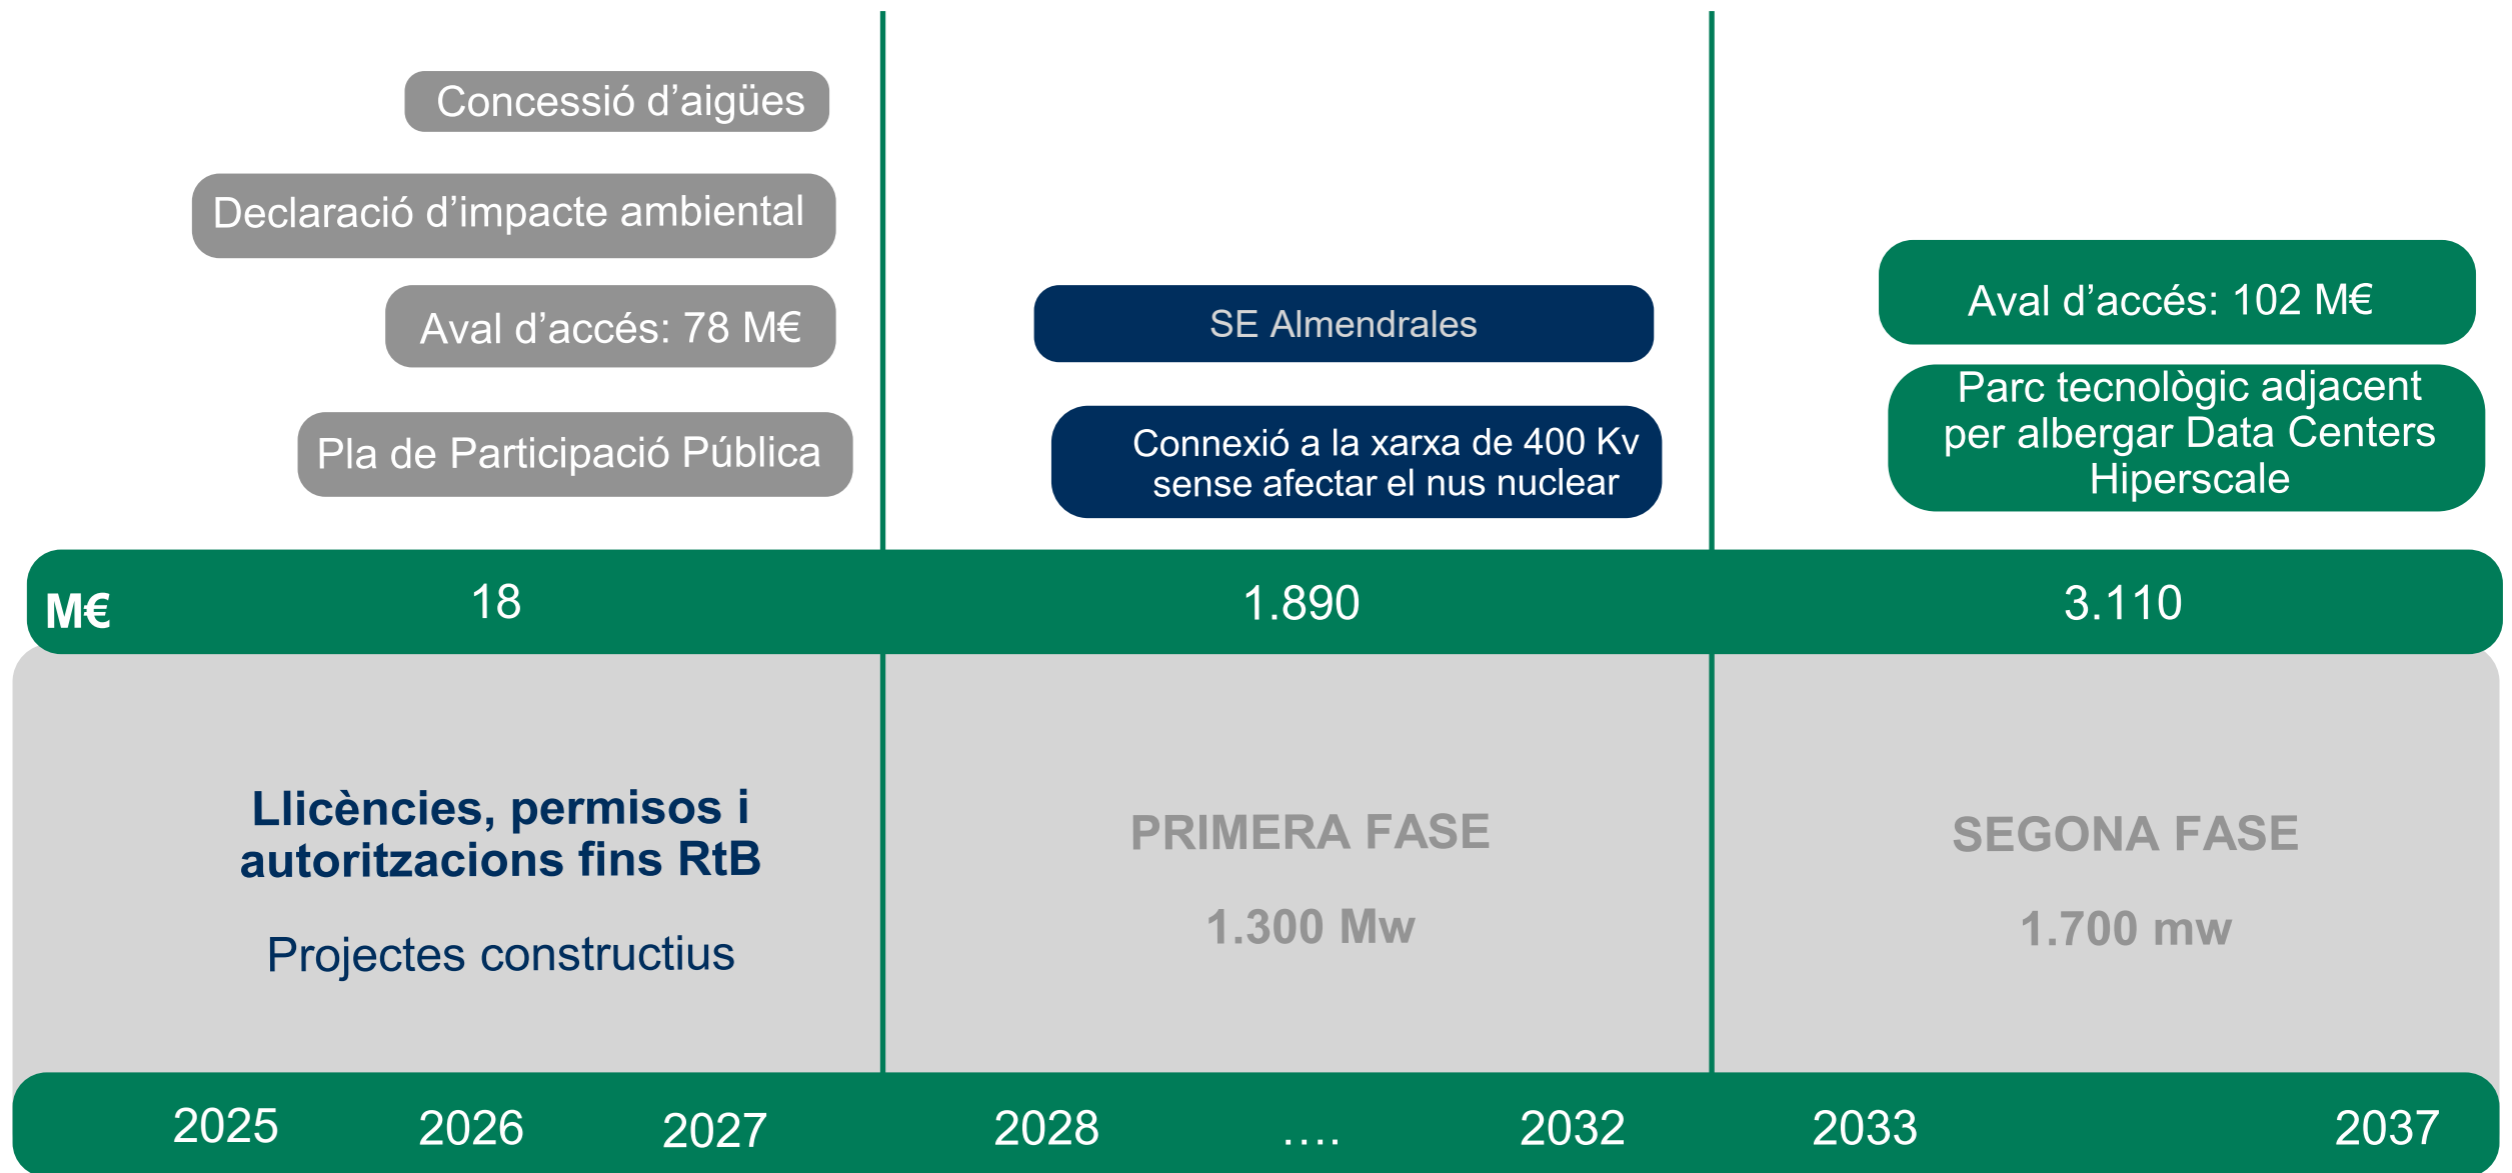 Concessió d’aigües
Declaració d’impacte ambiental
Aval d’accés: 78 M€
Pla de Participació Pública
SE Almendrales
Connexió a la xarxa de 400 Kv
sense afectar el nus nuclear
Aval d’accés: 102 M€
Parc tecnològic adjacent
per albergar Data Centers
Hiperscale
M€ 18 1.890 3.110
Llicències, permisos i
autoritzacions fins RtB
Projectes constructius
PRIMERA FASE
1.300 Mw
SEGONA FASE
1.700 mw
2025 2026 2027 2028 .... 2032 2033 2037